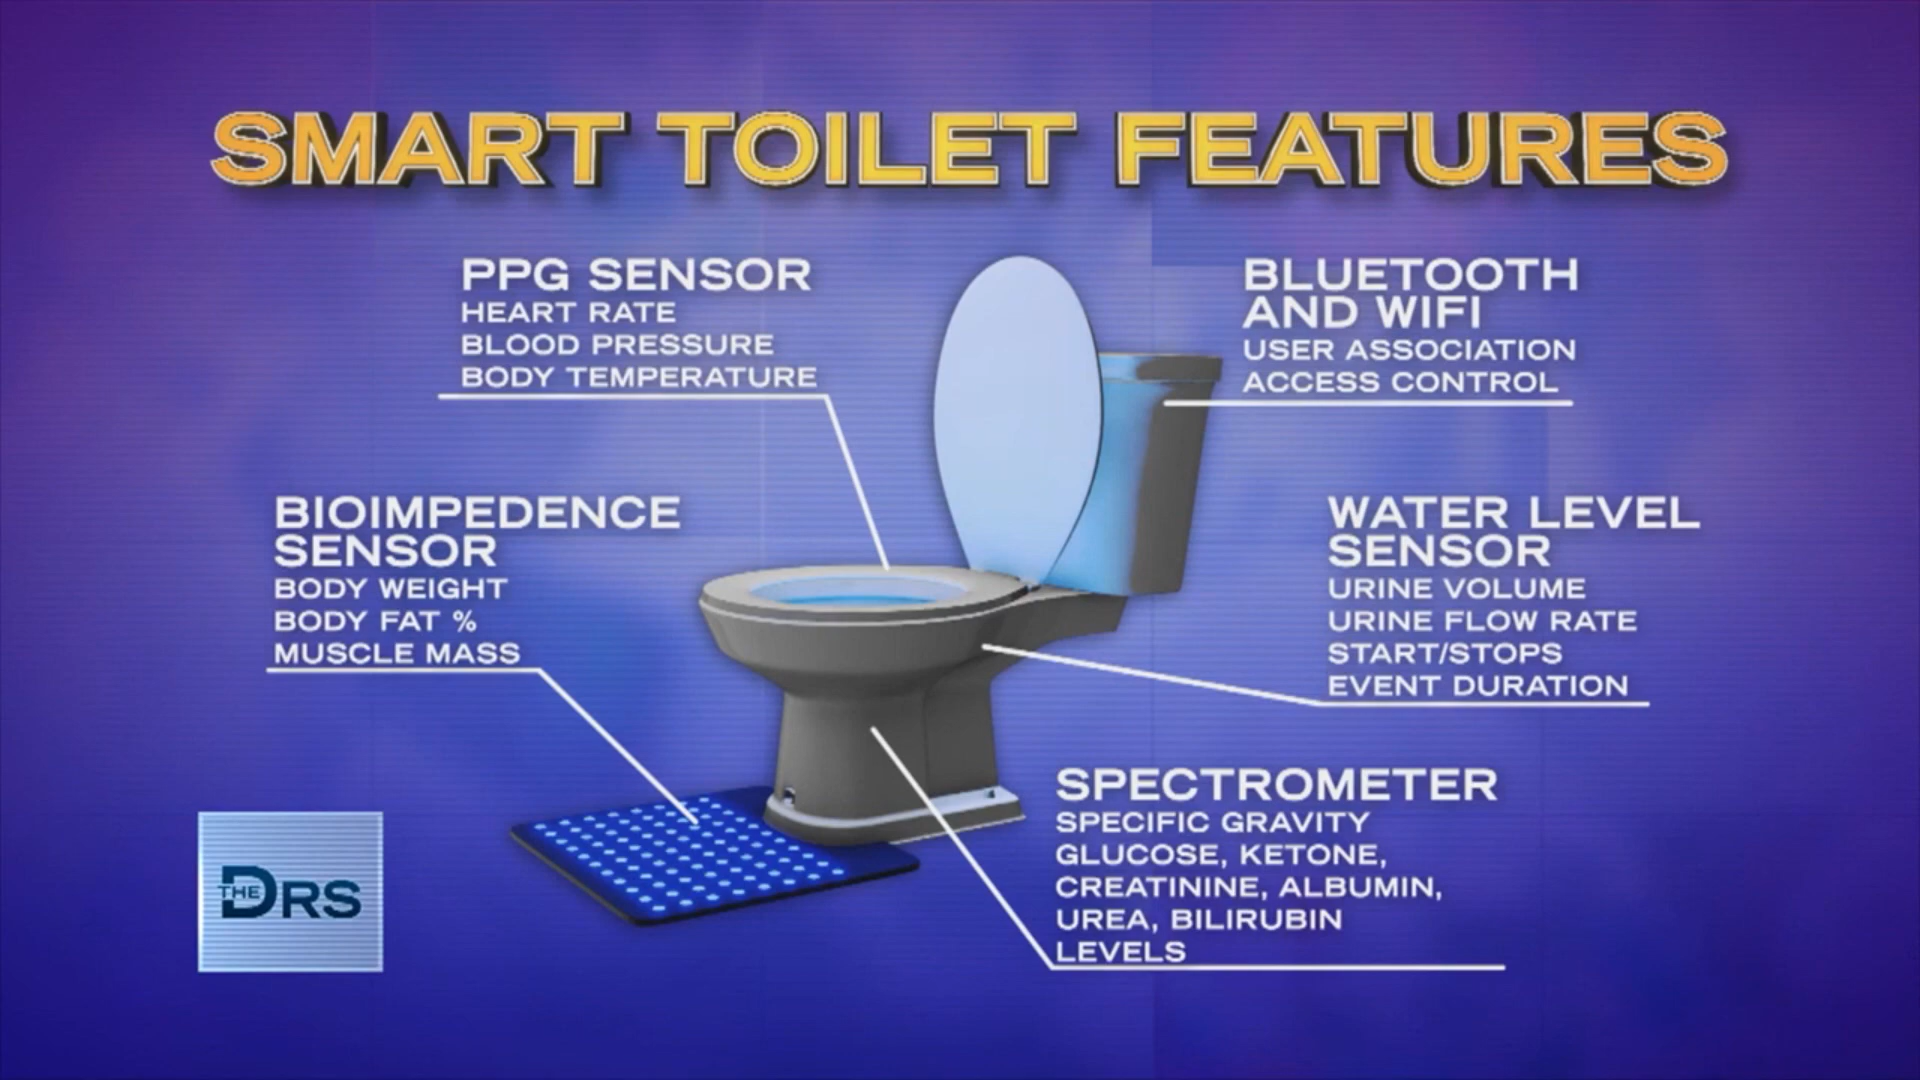 SMART TOILET FEATURES
PPG SENSOR
HEART RATE
BLOOD PRESSURE
BODY TEMPERATURE
BLUETOOTH
AND WIFI
USER ASSOCIATION
ACCESS CONTROL
BIOIMPEDENCE
SENSOR
BODY WEIGHT
BODY FAT %
MUSCLE MASS
WATER LEVEL
SENSOR
URINE VOLUME
URINE FLOW RATE
START/STOPS
EVENT DURATION
SPECTROMETER
SPECIFIC GRAVITY
GLUCOSE, KETONE,
CREATININE, ALBUMIN,
UREA, BILIRUBIN
LEVELS
THE DRS